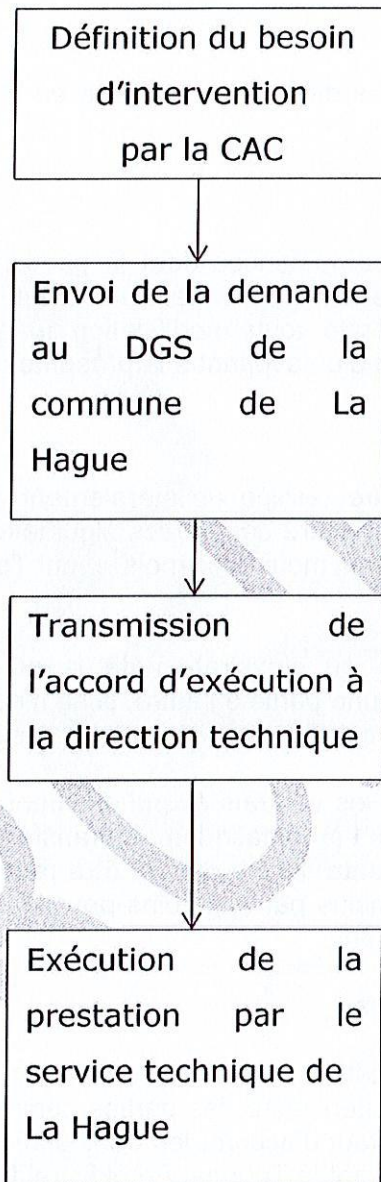 Définition du besoin
d'intervention
par la CAC
Envoi de la demande
au DGS de la
commune de La
Hague
Transmission de
l'accord d'exécution à
la direction technique
Exécution de la
prestation par le
service technique de
La Hague